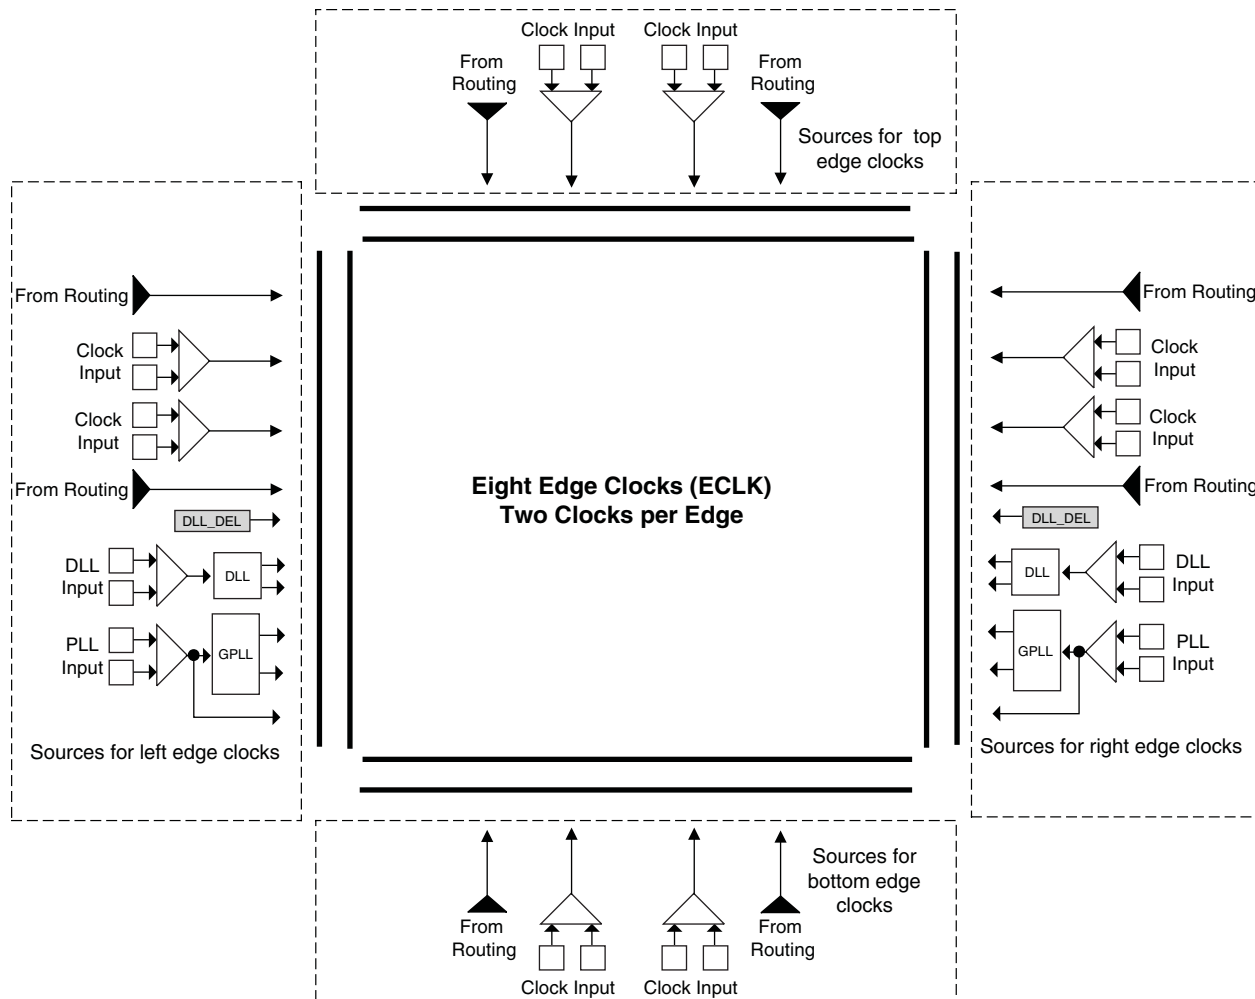 Clock Input
Clock Input
From
Routing
From
Routing
Sources for top
edge clocks
From Routing
Clock
Input
Clock
Input
From Routing
DLL_DEL
DLL
Input
DLL
PLL
Input
GPLL
Sources for left edge clocks
Eight Edge Clocks (ECLK)
Two Clocks per Edge
From Routing
Clock
Input
Clock
Input
From Routing
DLL_DEL
DLL
DLL
Input
GPLL
PLL
Input
Sources for right edge clocks
Sources for
bottom edge
clocks
From
Routing
From
Routing
Clock Input
Clock Input